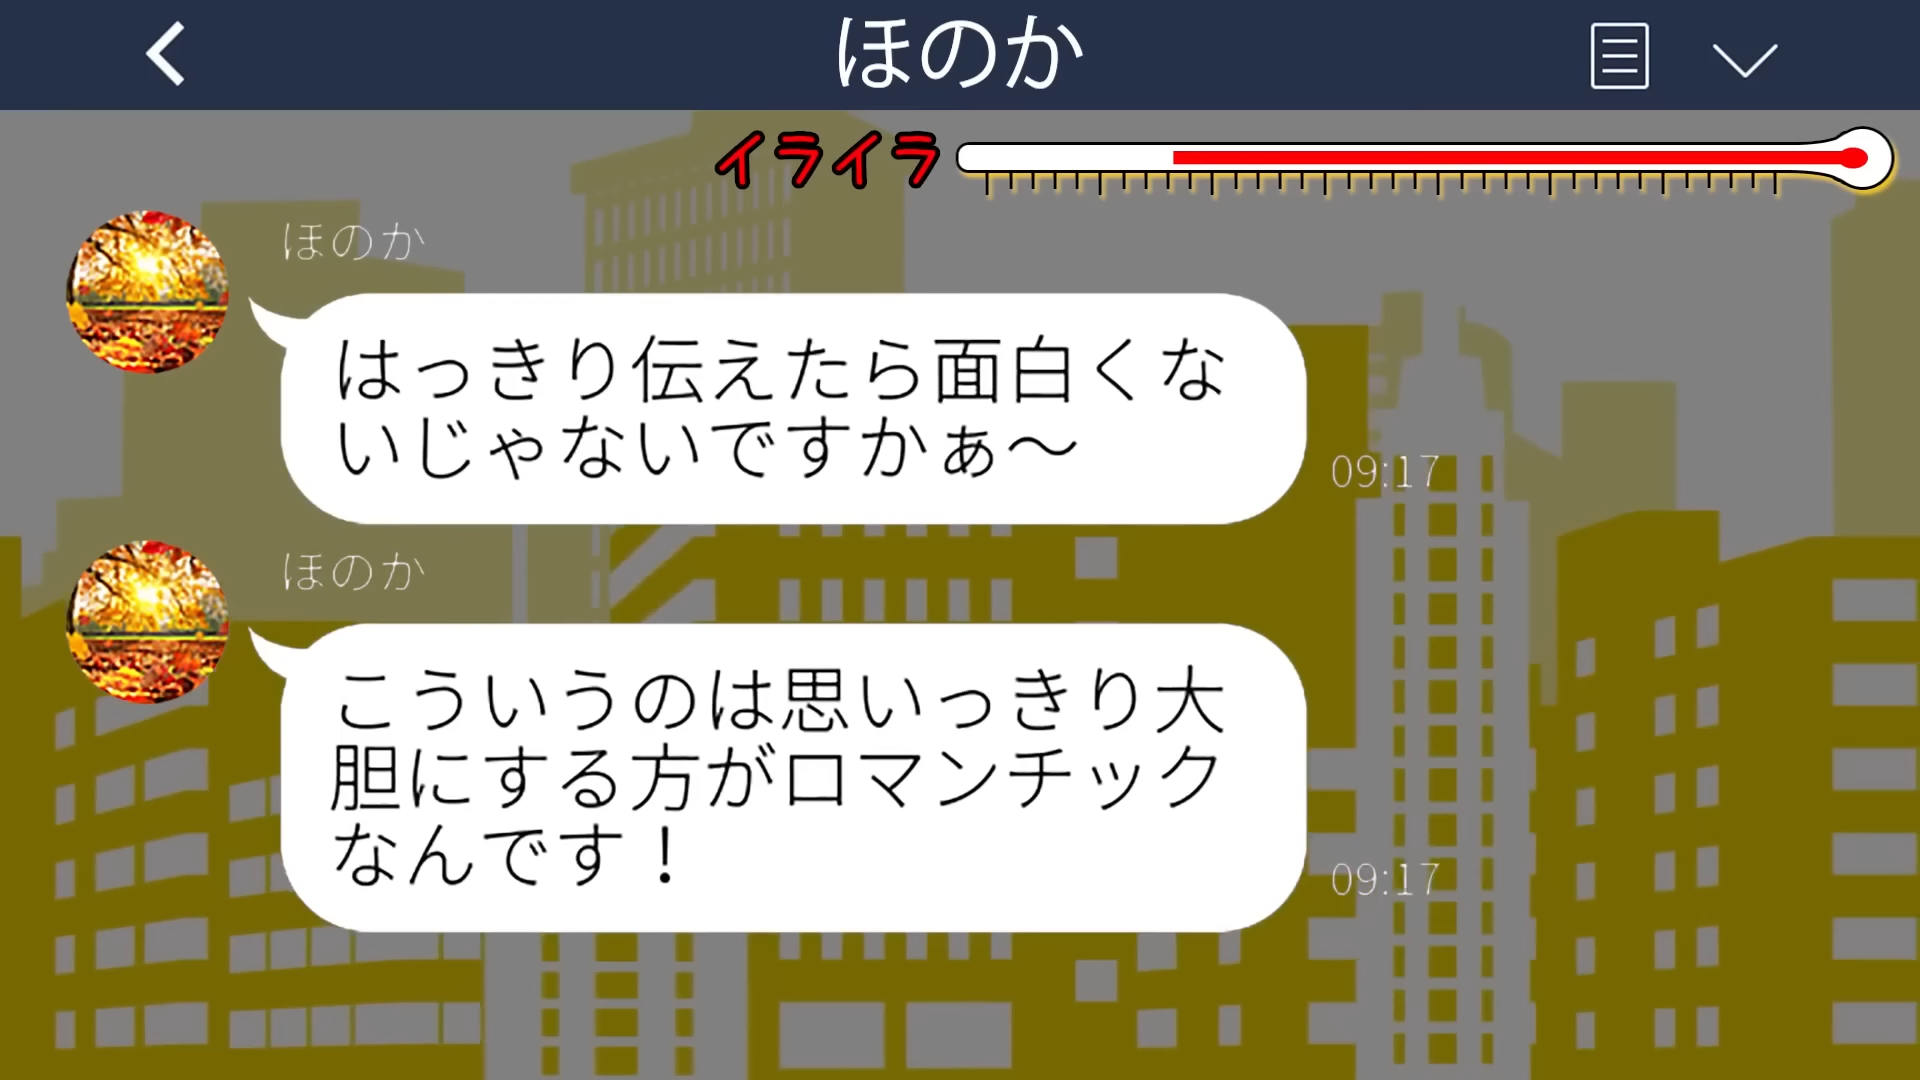 ほのか
イライラ
ほのか
はっきり伝えたら面白くな
いじゃないですかぁ～
09:17
ほのか
こういうのは思いっきり大
胆にする方がロマンチック
なんです！
09:17